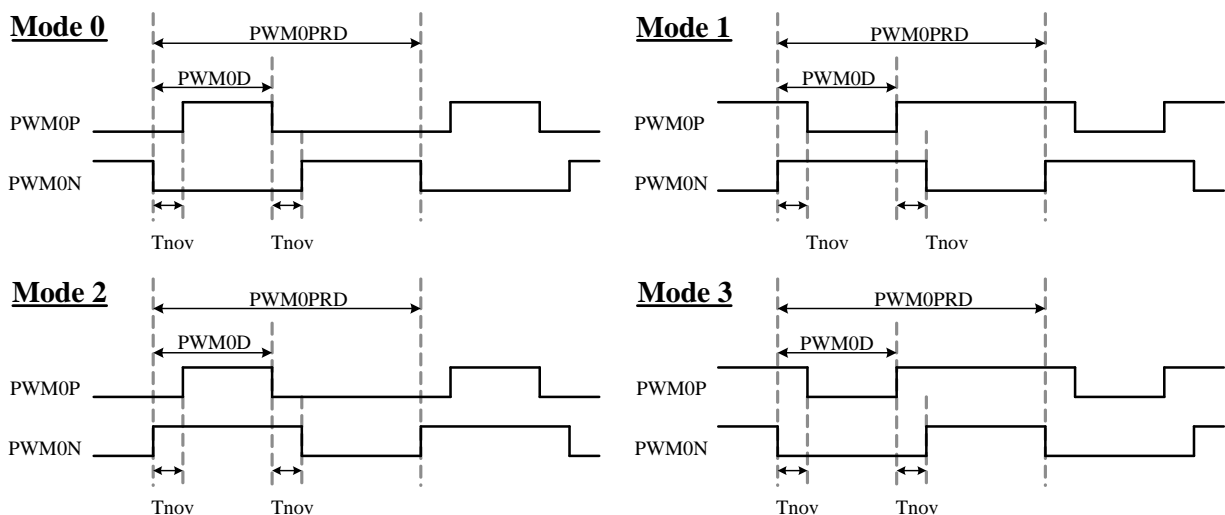 Mode 0
PWM0PRD
PWM0D
PWM0P
PWM0N
Tnov
Tnov
Mode 1
PWM0PRD
PWM0D
PWM0P
PWM0N
Tnov
Tnov
Mode 2
PWM0PRD
PWM0D
PWM0P
PWM0N
Tnov
Tnov
Mode 3
PWM0PRD
PWM0D
PWM0P
PWM0N
Tnov
Tnov